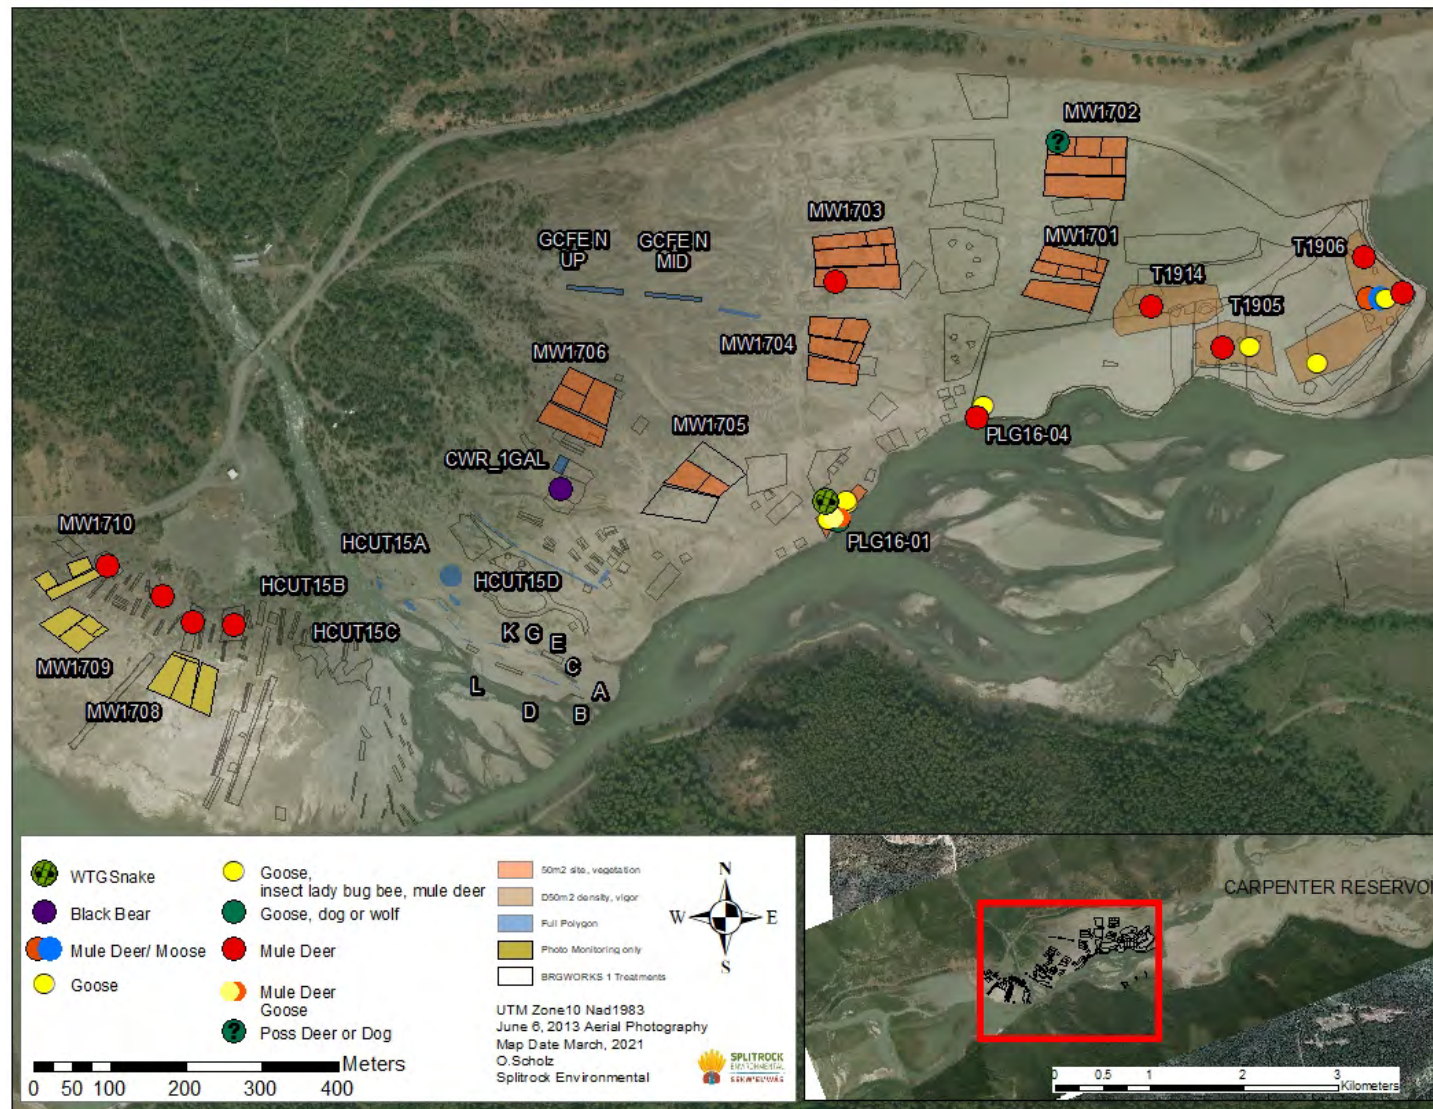 MW1702
MW1703
GCFE N
UP
GCFE N
MID
MW1701
T1906
T1914
T1905
MW1704
MW1706
MW1705
PLG16-04
CWR_1GAL
MW1710
HCUT15A
PLG16-01
HCUT15B
HCUT15D
HCUT15C
K G E
C
MW1709
L
A
MW1708
D
B
WTGSnake
Black Bear
Mule Deer/ Moose
Goose
Goose,
insect lady bug bee, mule deer
Goose, dog or wolf
Mule Deer
Mule Deer
Goose
? Poss Deer or Dog
50m2 site, vegetation
D50m2 density, vigor
Full Polygon
Photo Monitoring only
BRGWORKS 1 Treatments
N
W E
S
UTM Zone10 Nad1983
June 6, 2013 Aerial Photography
Map Date March, 2021
O.Scholz
Splitrock Environmental
SPLITROCK
ENVIRONMENTAL
Meters
0 50 100 200 300 400
CARPENTER RESERVOI
0 0.5 1 2 3
Kilometers